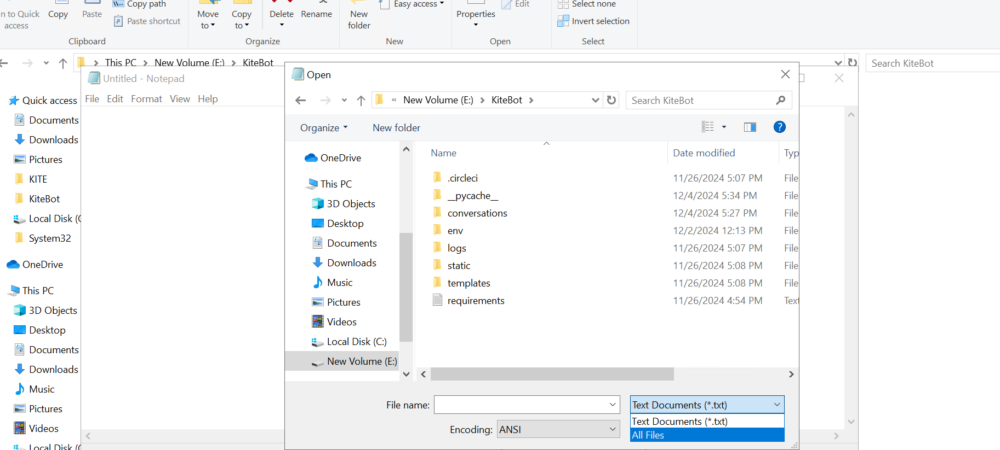 n to Quick
access
Copy
Paste
Copy path
Paste shortcut
Clipboard
Move
to
Copy
to
Delete
Rename
Organize
New
folder
Easy access
New
Properties
Edit
Open
Select none
Invert selection
Select
This PC
New Volume (E:)
KiteBot
Search KiteBot
Quick access
Documents
Downloads
Pictures
KITE
KiteBot
Local Disk (C
System32
OneDrive
This PC
3D Objects
Desktop
Documents
Downloads
Music
Pictures
Videos
Local Disk (C
Untitled - Notepad
File Edit Format View Help
Open
« New Volume (E:) KiteBot
Search KiteBot
Organize
New folder
OneDrive
This PC
3D Objects
Desktop
Documents
Downloads
Music
Pictures
Videos
Local Disk (C:)
New Volume (E:)
Name Date modified Typ
.circleci 11/26/2024 5:07 PM File
__pycache__ 12/4/2024 5:34 PM File
conversations 12/4/2024 5:27 PM File
env 12/2/2024 12:13 PM File
logs 11/26/2024 5:07 PM File
static 11/26/2024 5:08 PM File
templates 11/26/2024 5:08 PM File
requirements 11/26/2024 4:54 PM Text
File name:
Text Documents (*.txt)
Text Documents (*.txt)
All Files
Encoding: ANSI